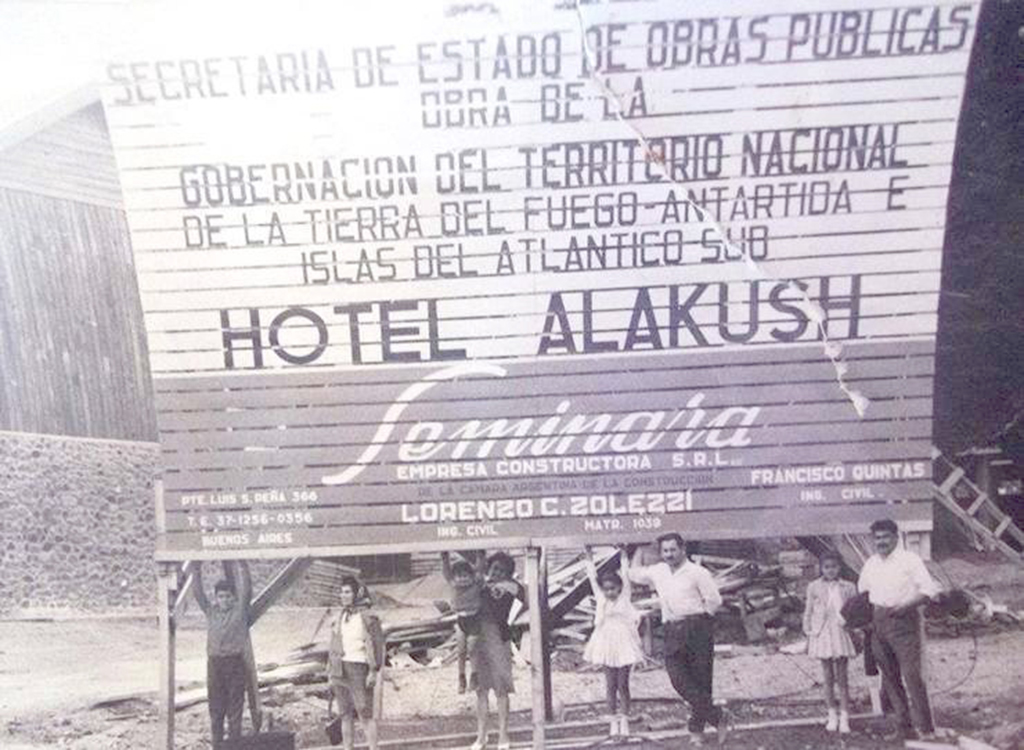 SECRETARIA DE ESTADO DE OBRAS PUBLICAS
OBRA DE LA
GOBERNACION DEL TERRITORIO NACIONAL
DE LA TIERRA DEL FUEGO-ANTARTIDA E
ISLAS DEL ATLANTICO SUD
HOTEL ALAKUSH
Seminara
EMPRESA CONSTRUCTORA S.R.L.
DE LA CAMARA ARGENTINA DE LA CONSTRUCCION
FRANCISCO QUINTAS
ING. CIVIL
PTE. LUIS S. PEÑA 366
T.E. 37-1256-0356
BUENOS AIRES
LORENZO C. ZOLEZZI
ING. CIVIL MATR. 1039